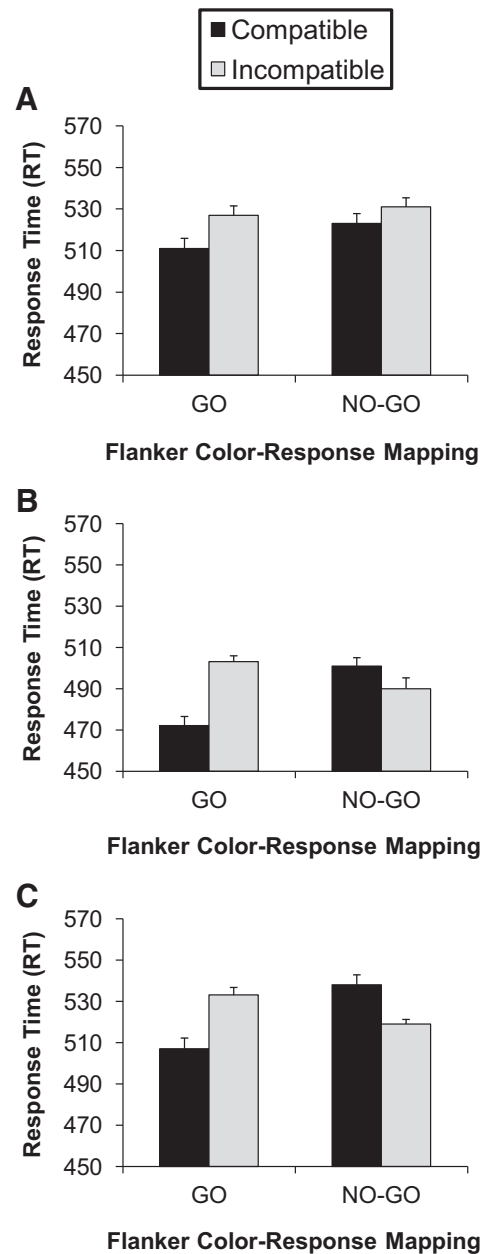 Compatible
Incompatible
A
Response Time (RT)
570
550
530
510
490
470
450
GO NO-GO
Flanker Color-Response Mapping
B
Response Time (RT)
570
550
530
510
490
470
450
GO NO-GO
Flanker Color-Response Mapping
C
Response Time (RT)
570
550
530
510
490
470
450
GO NO-GO
Flanker Color-Response Mapping